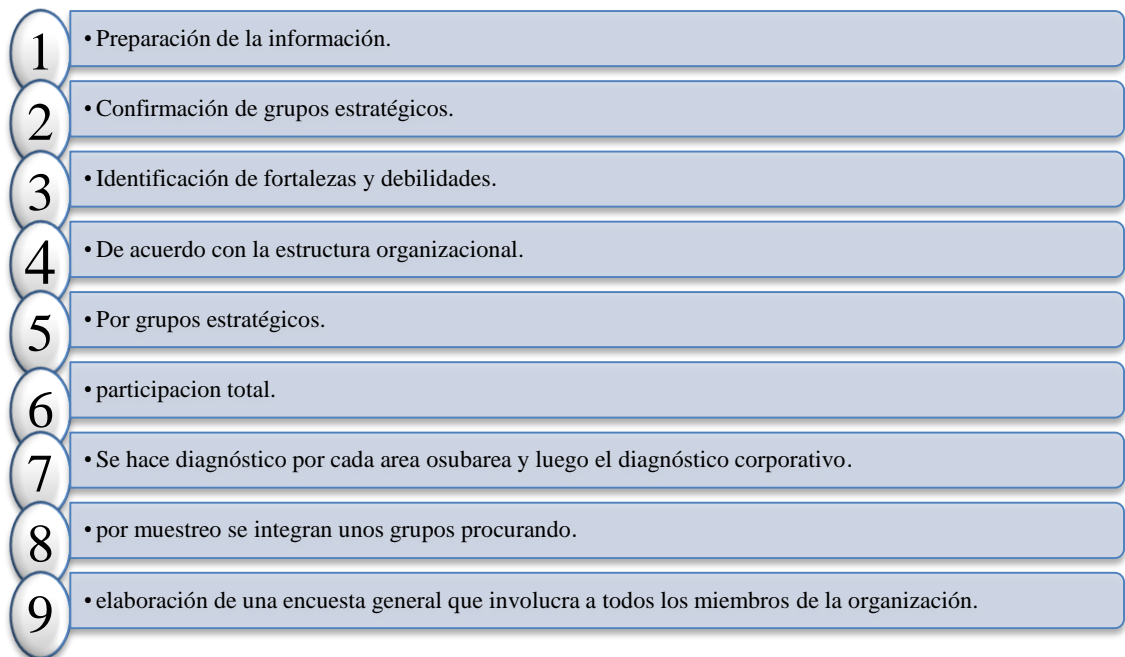 1
• Preparación de la información.
2
• Confirmación de grupos estratégicos.
3
• Identificación de fortalezas y debilidades.
4
• De acuerdo con la estructura organizacional.
5
• Por grupos estratégicos.
6
• participacion total.
7
• Se hace diagnóstico por cada area osubarea y luego el diagnóstico corporativo.
8
• por muestreo se integran unos grupos procurando.
9
• elaboración de una encuesta general que involucra a todos los miembros de la organización.